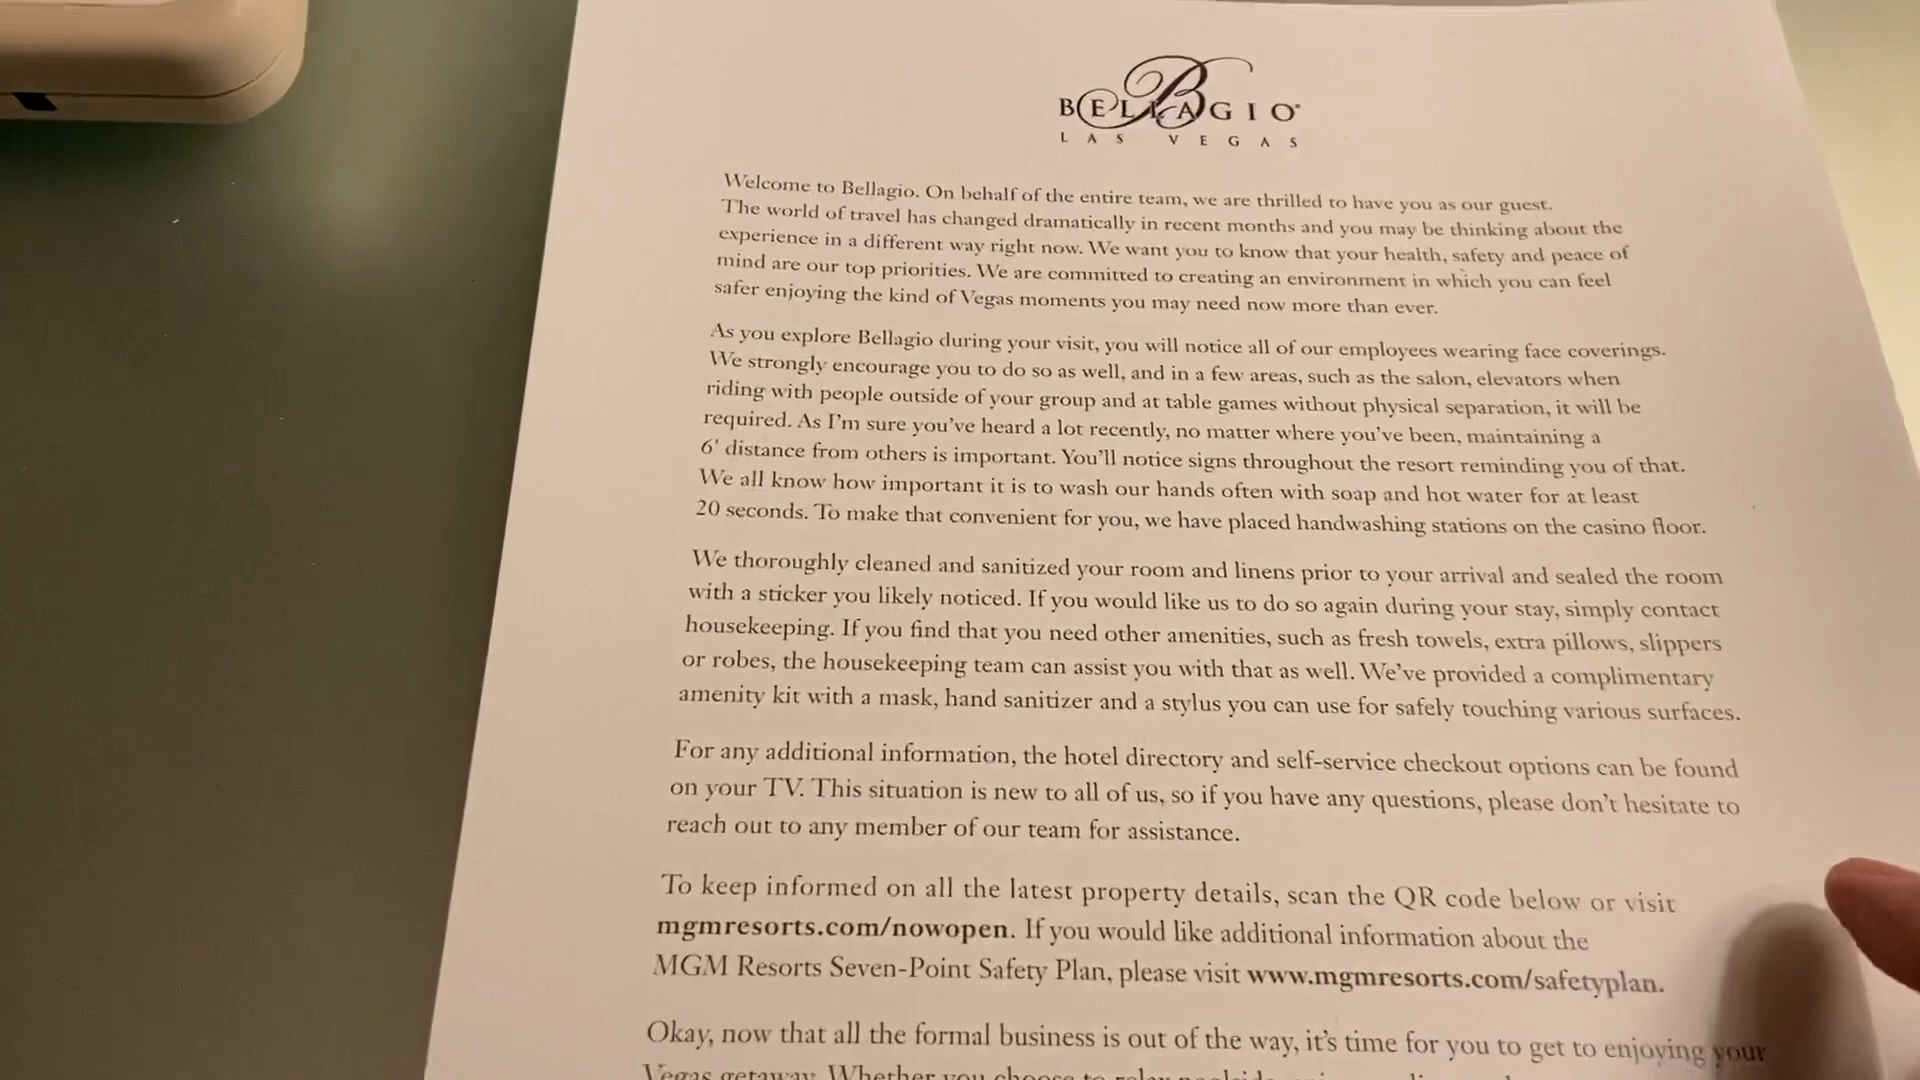 BELLAGIO
LAS VEGAS
Welcome to Bellagio. On behalf of the entire team, we are thrilled to have you as our guest.
The world of travel has changed dramatically in recent months and you may be thinking about the
experience in a different way right now. We want you to know that your health, safety and peace of
mind are our top priorities. We are committed to creating an environment in which you can feel
safer enjoying the kind of Vegas moments you may need now more than ever.
As you explore Bellagio during your visit, you will notice all of our employees wearing face coverings.
We strongly encourage you to do so as well, and in a few areas, such as the salon, elevators when
riding with people outside of your group and at table games without physical separation, it will be
required. As I'm sure you've heard a lot recently, no matter where you've been, maintaining a
6' distance from others is important. You'll notice signs throughout the resort reminding you of that.
We all know how important it is to wash our hands often with soap and hot water for at least
20 seconds. To make that convenient for you, we have placed handwashing stations on the casino floor.
We thoroughly cleaned and sanitized your room and linens prior to your arrival and sealed the room
with a sticker you likely noticed. If you would like us to do so again during your stay, simply contact
housekeeping. If you find that you need other amenities, such as fresh towels, extra pillows, slippers
or robes, the housekeeping team can assist you with that as well. We've provided a complimentary
amenity kit with a mask, hand sanitizer and a stylus you can use for safely touching various surfaces.
For any additional information, the hotel directory and self-service checkout options can be found
on your TV. This situation is new to all of us, so if you have any questions, please don't hesitate to
reach out to any member of our team for assistance.
To keep informed on all the latest property details, scan the QR code below or visit
mgmresorts.com/nowopen. If you would like additional information about the
MGM Resorts Seven-Point Safety Plan, please visit www.mgmresorts.com/safetyplan.
Okay, now that all the formal business is out of the way, it's time for you to get to enjoying your
Vegas getaway. Whether you choose to relax